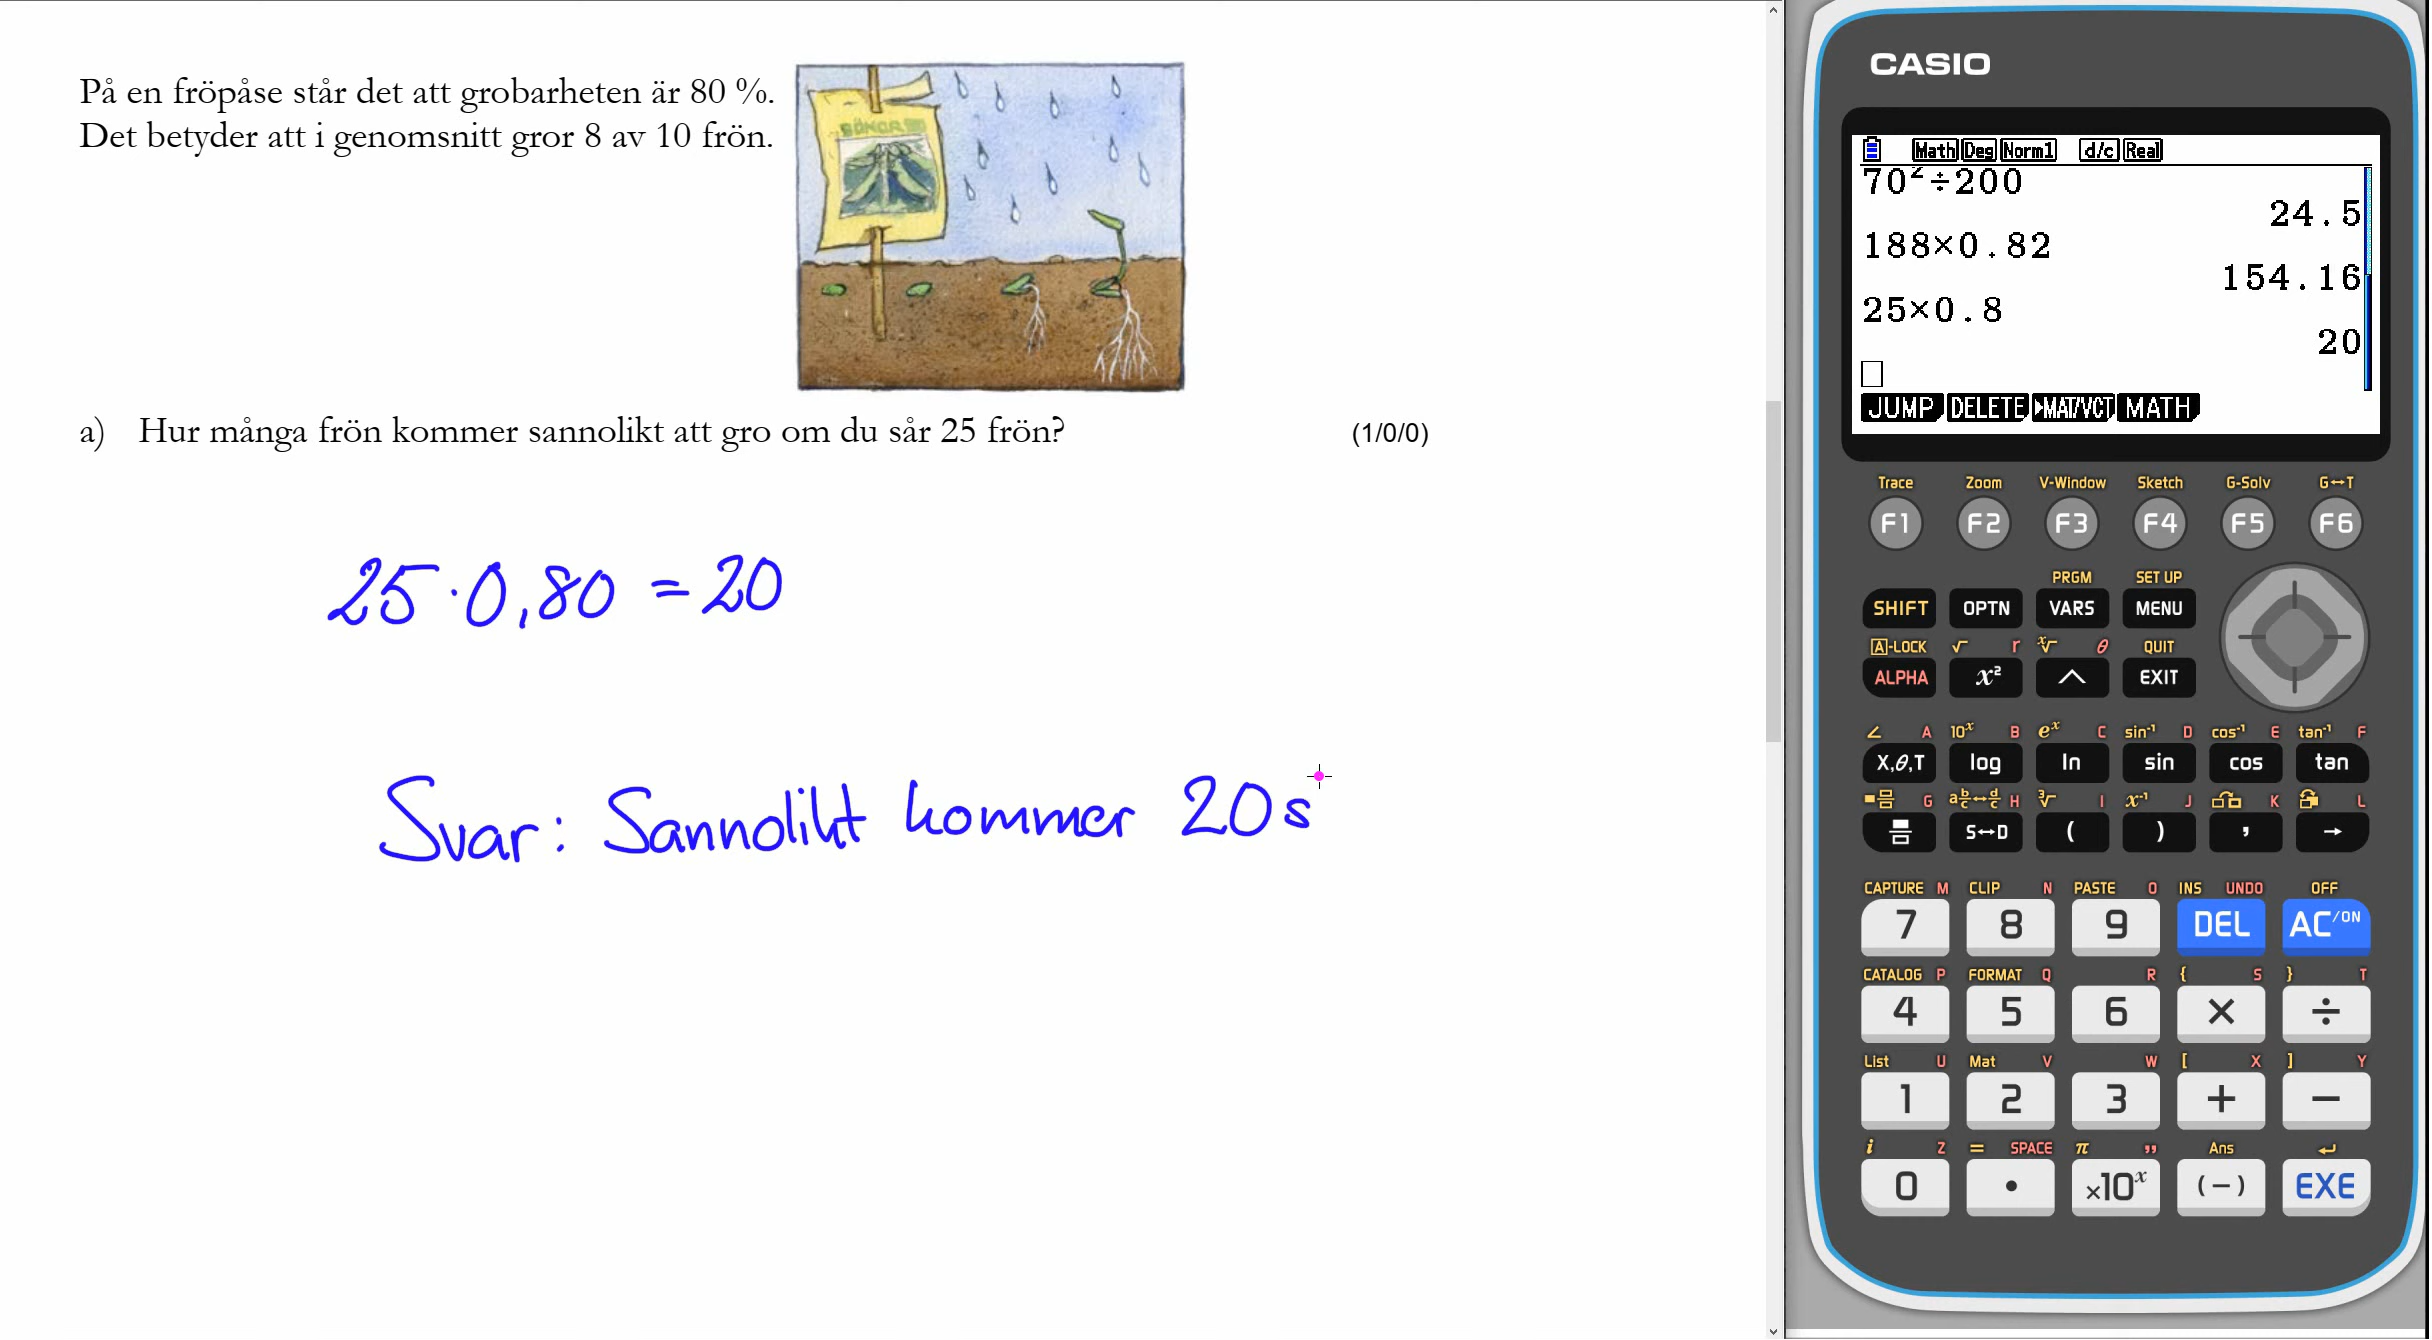 På en fröpåse står det att grobarheten är 80 %.
Det betyder att i genomsnitt gror 8 av 10 frön.
BÖNOR
a) Hur många frön kommer sannolikt att gro om du sår 25 frön? (1/0/0)
25·0,80 = 20
Svar: Sannolikt kommer 20 s
CASIO
Math Deg Norm1 d/c Real
70²÷200
24.5
188×0.82
154.16
25×0.8
20
JUMP DELETE ▸MAT/VCT MATH
Trace Zoom V-Window Sketch G-Solv G↔T
F1 F2 F3 F4 F5 F6
PRGM SET UP
SHIFT OPTN VARS MENU
A-LOCK √ r ˣ√ θ QUIT
ALPHA x² ^ EXIT
∠ A 10ˣ B eˣ C sin⁻¹ D cos⁻¹ E tan⁻¹ F
X,θ,T log ln sin cos tan
G a b/c↔d/c H ³√ I x⁻¹ J K L
S↔D ( ) , →
CAPTURE M CLIP N PASTE O INS UNDO OFF
7 8 9 DEL AC/ON
CATALOG P FORMAT Q R { S } T
4 5 6 × ÷
List U Mat V W [ X ] Y
1 2 3 + −
i Z = SPACE π " Ans ↵
0 • ×10ˣ (−) EXE